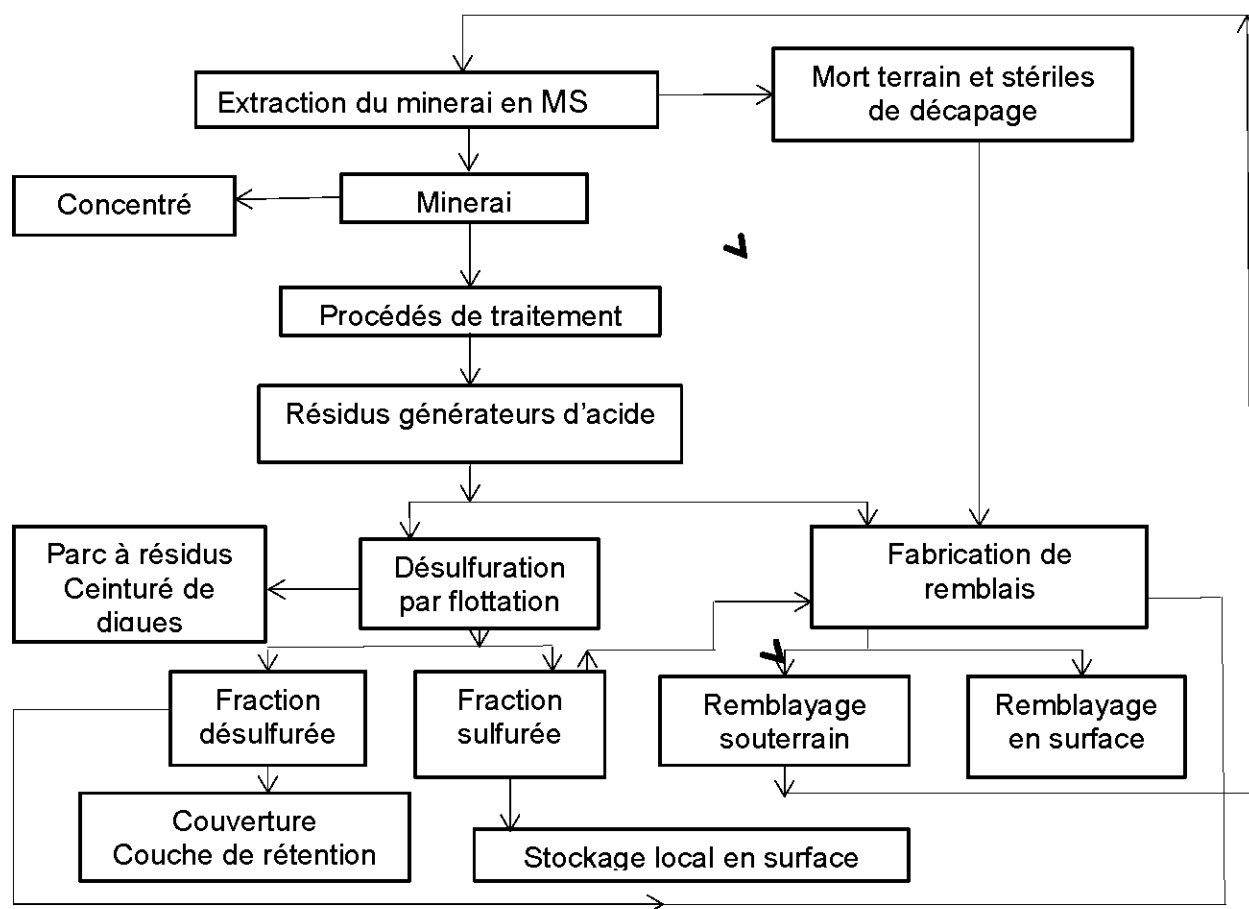 Mort terrain et stériles
de décapage
Extraction du minerai en MS
Concentré
Minerai
Procédés de traitement
Résidus générateurs d'acide
Parc à résidus
Ceinturé de
digues
Désulfuration
par flottation
Fabrication de
remblais
Fraction
désulfurée
Fraction
sulfurée
Remblayage
souterrain
Remblayage
en surface
Couverture
Couche de rétention
Stockage local en surface